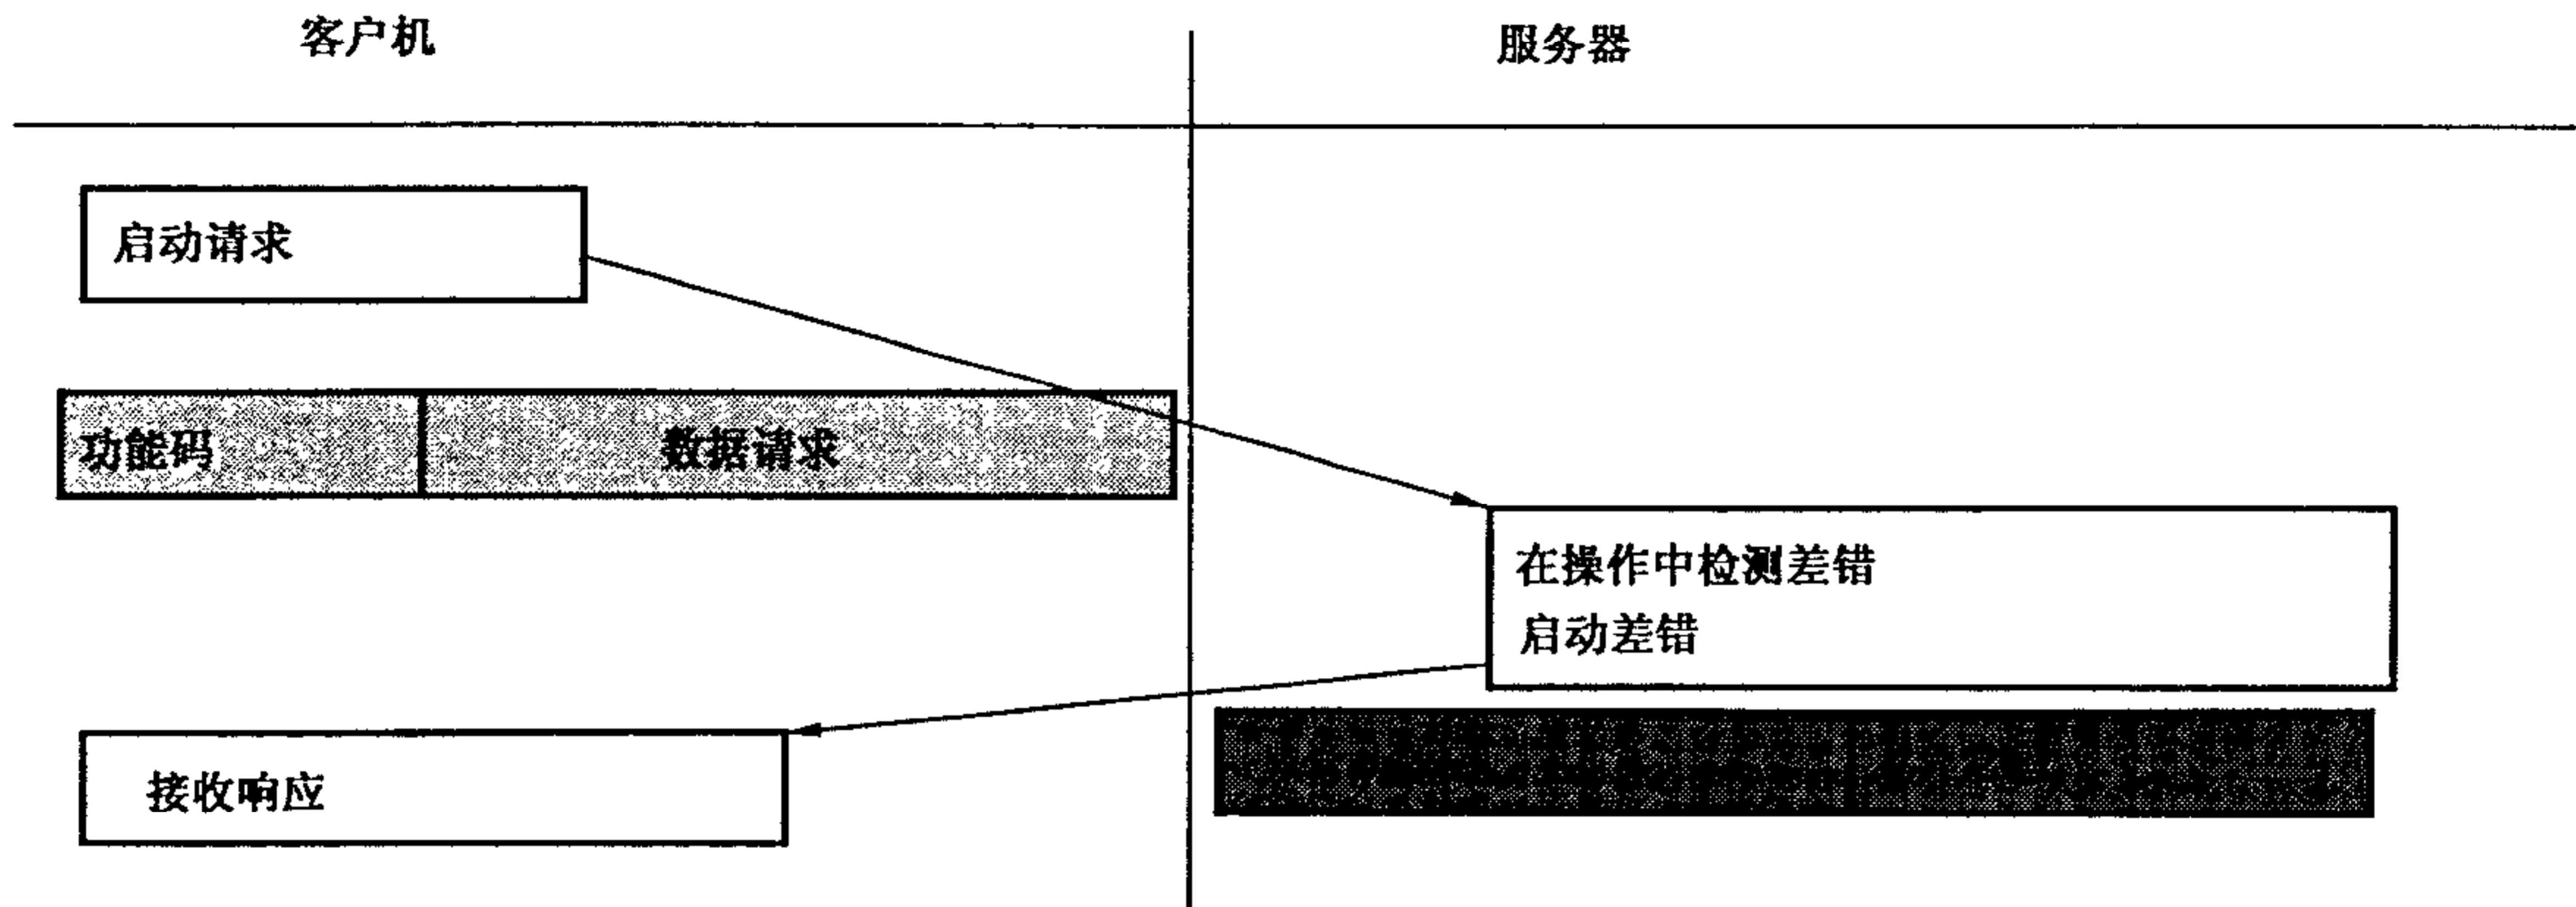 客户机
服务器
启动请求
功能码
数据请求
在操作中检测差错
启动差错
接收响应